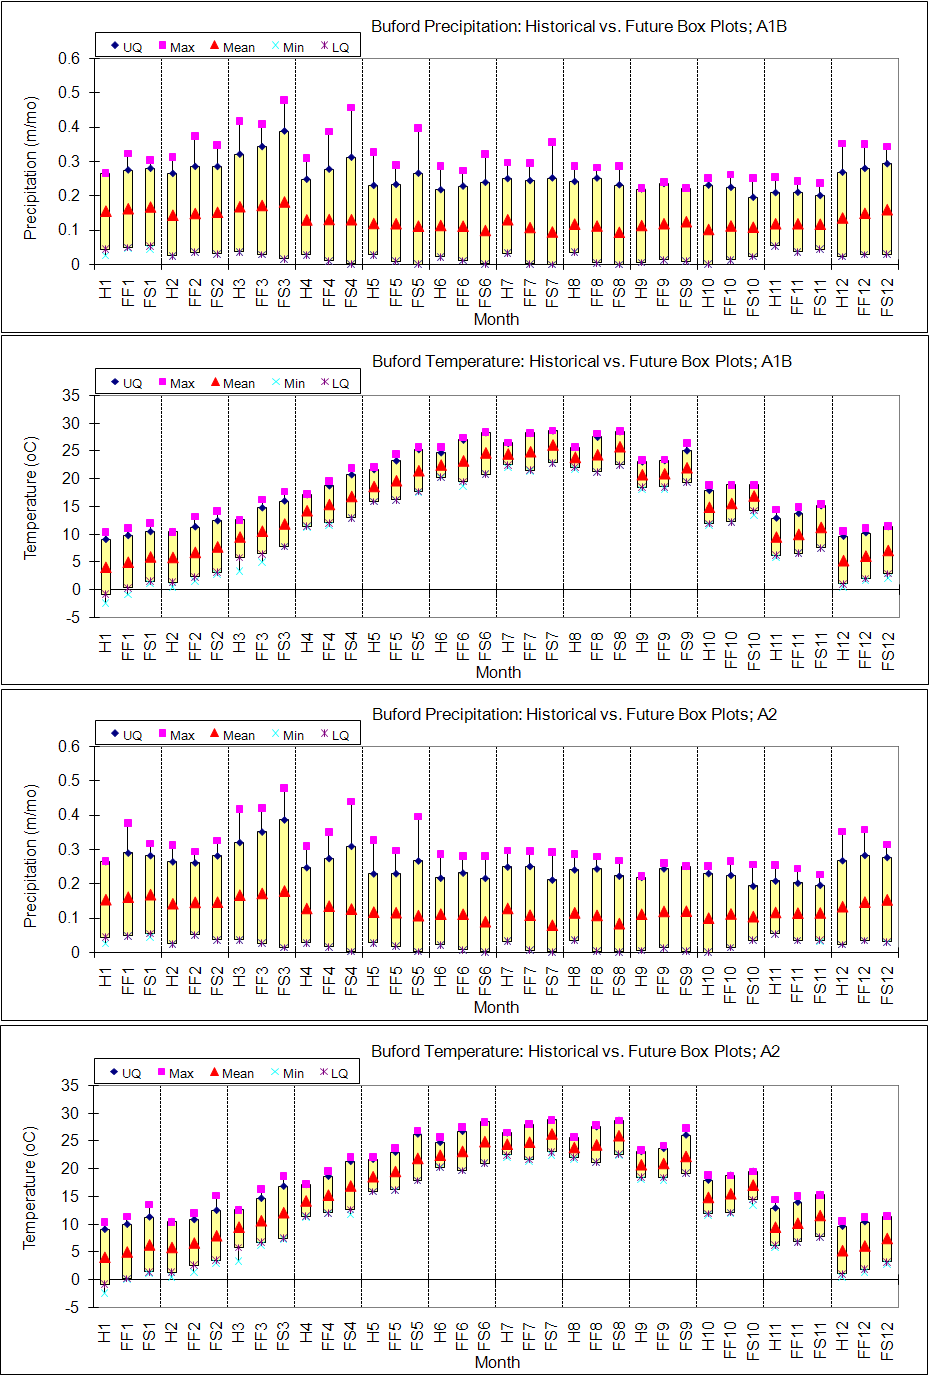 Buford Precipitation: Historical vs. Future Box Plots; A1B
UQ Max Mean Min LQ
Precipitation (m/mo)
0.6
0.5
0.4
0.3
0.2
0.1
0
H1 FF1 FS1 H2 FF2 FS2 H3 FF3 FS3 H4 FF4 FS4 H5 FF5 FS5 H6 FF6 FS6 H7 FF7 FS7 H8 FF8 FS8 H9 FF9 FS9 H10 FF10 FS10 H11 FF11 FS11 H12 FF12 FS12
Month
Buford Temperature: Historical vs. Future Box Plots; A1B
UQ Max Mean Min LQ
Temperature (oC)
35
30
25
20
15
10
5
0
-5
H1 FF1 FS1 H2 FF2 FS2 H3 FF3 FS3 H4 FF4 FS4 H5 FF5 FS5 H6 FF6 FS6 H7 FF7 FS7 H8 FF8 FS8 H9 FF9 FS9 H10 FF10 FS10 H11 FF11 FS11 H12 FF12 FS12
Month
Buford Precipitation: Historical vs. Future Box Plots; A2
UQ Max Mean Min LQ
Precipitation (m/mo)
0.6
0.5
0.4
0.3
0.2
0.1
0
H1 FF1 FS1 H2 FF2 FS2 H3 FF3 FS3 H4 FF4 FS4 H5 FF5 FS5 H6 FF6 FS6 H7 FF7 FS7 H8 FF8 FS8 H9 FF9 FS9 H10 FF10 FS10 H11 FF11 FS11 H12 FF12 FS12
Month
Buford Temperature: Historical vs. Future Box Plots; A2
UQ Max Mean Min LQ
Temperature (oC)
35
30
25
20
15
10
5
0
-5
H1 FF1 FS1 H2 FF2 FS2 H3 FF3 FS3 H4 FF4 FS4 H5 FF5 FS5 H6 FF6 FS6 H7 FF7 FS7 H8 FF8 FS8 H9 FF9 FS9 H10 FF10 FS10 H11 FF11 FS11 H12 FF12 FS12
Month